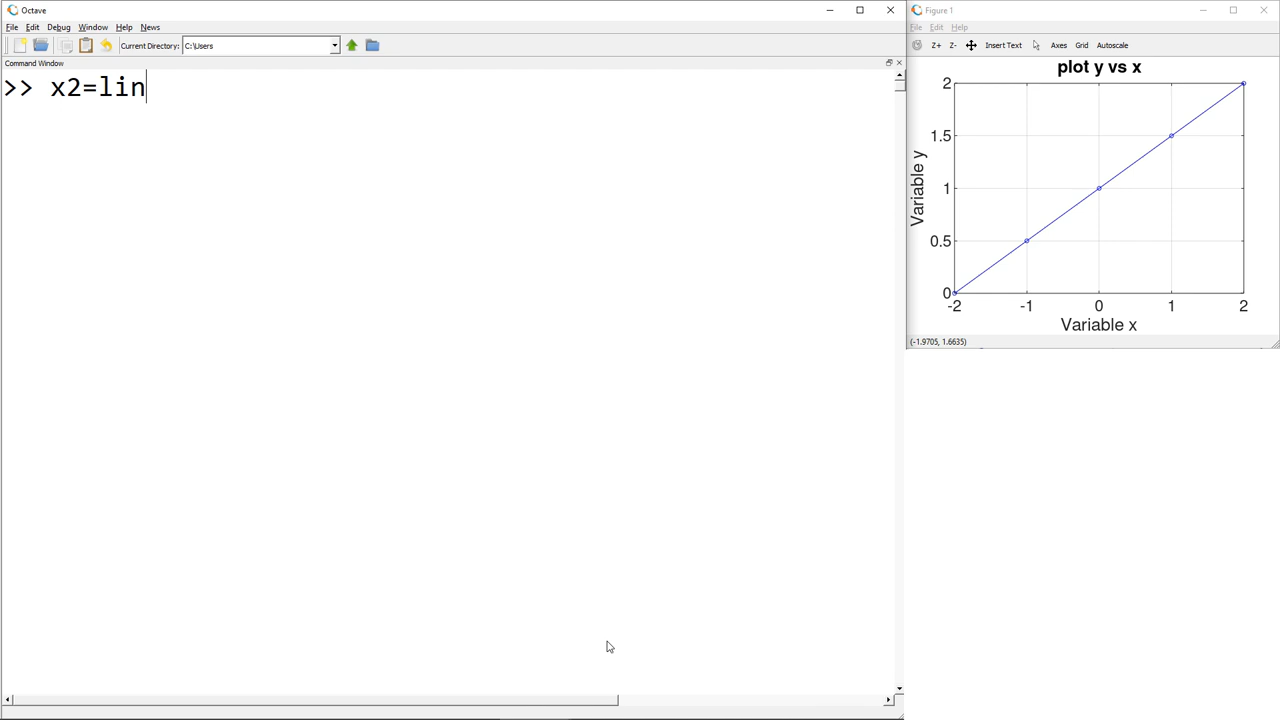 Octave
File Edit Debug Window Help News
Current Directory: C:\Users
Command Window
>> x2=lin
Figure 1
File Edit Help
Z+ Z- Insert Text Axes Grid Autoscale
plot y vs x
2
1.5
1
0.5
0
Variable y
-2 -1 0 1 2
Variable x
(-1.9705, 1.6635)